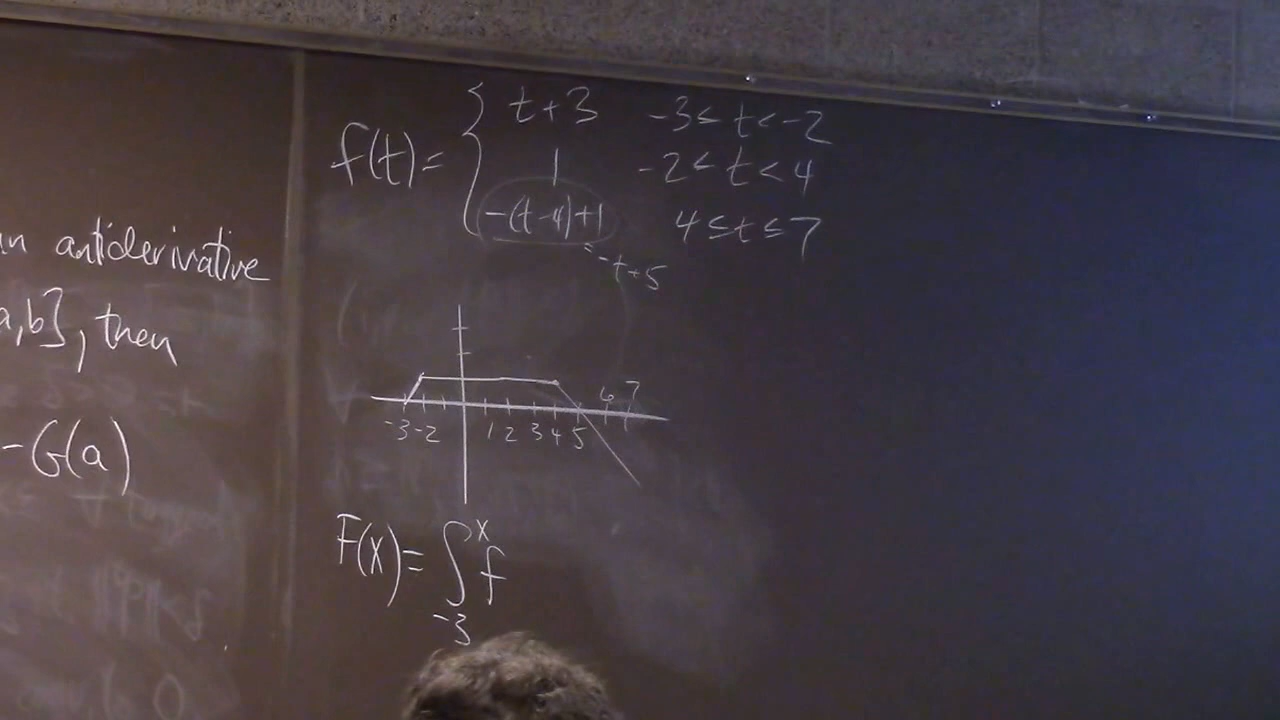 an antiderivative
a,b], then
-G(a)
f(t)= { t+3 -3≤t<-2
1 -2<t<4
-(t-4)+1 4≤t≤7
=-t+5
6 7
-3 -2 1 2 3 4 5
F(x)= ∫₋₃ˣ f